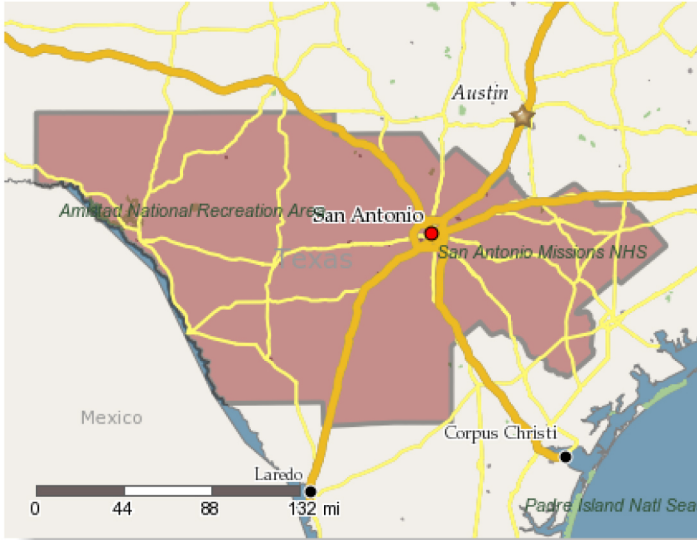 Austin
Amistad National Recreation Area
San Antonio
San Antonio Missions NHS
Texas
Mexico
Corpus Christi
Laredo
Padre Island Natl Sea
0 44 88 132 mi